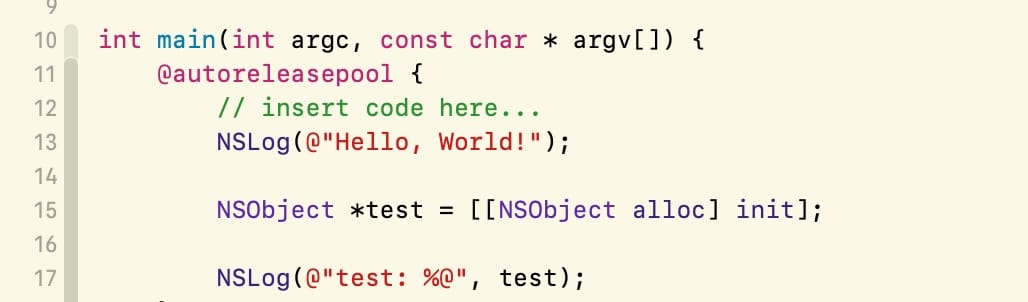 9
10 int main(int argc, const char * argv[]) {
11 @autoreleasepool {
12 // insert code here...
13 NSLog(@"Hello, World!");
14
15 NSObject *test = [[NSObject alloc] init];
16
17 NSLog(@"test: %@", test);